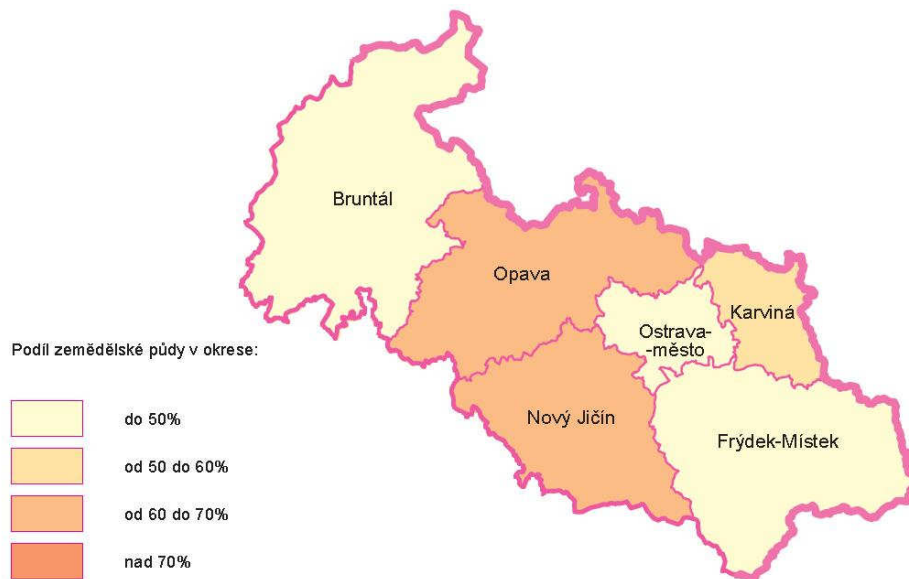 Bruntál
Opava
Karviná
Ostrava-
-město
Nový Jičín
Frýdek-Místek
Podíl zemědělské půdy v okrese:
do 50%
od 50 do 60%
od 60 do 70%
nad 70%